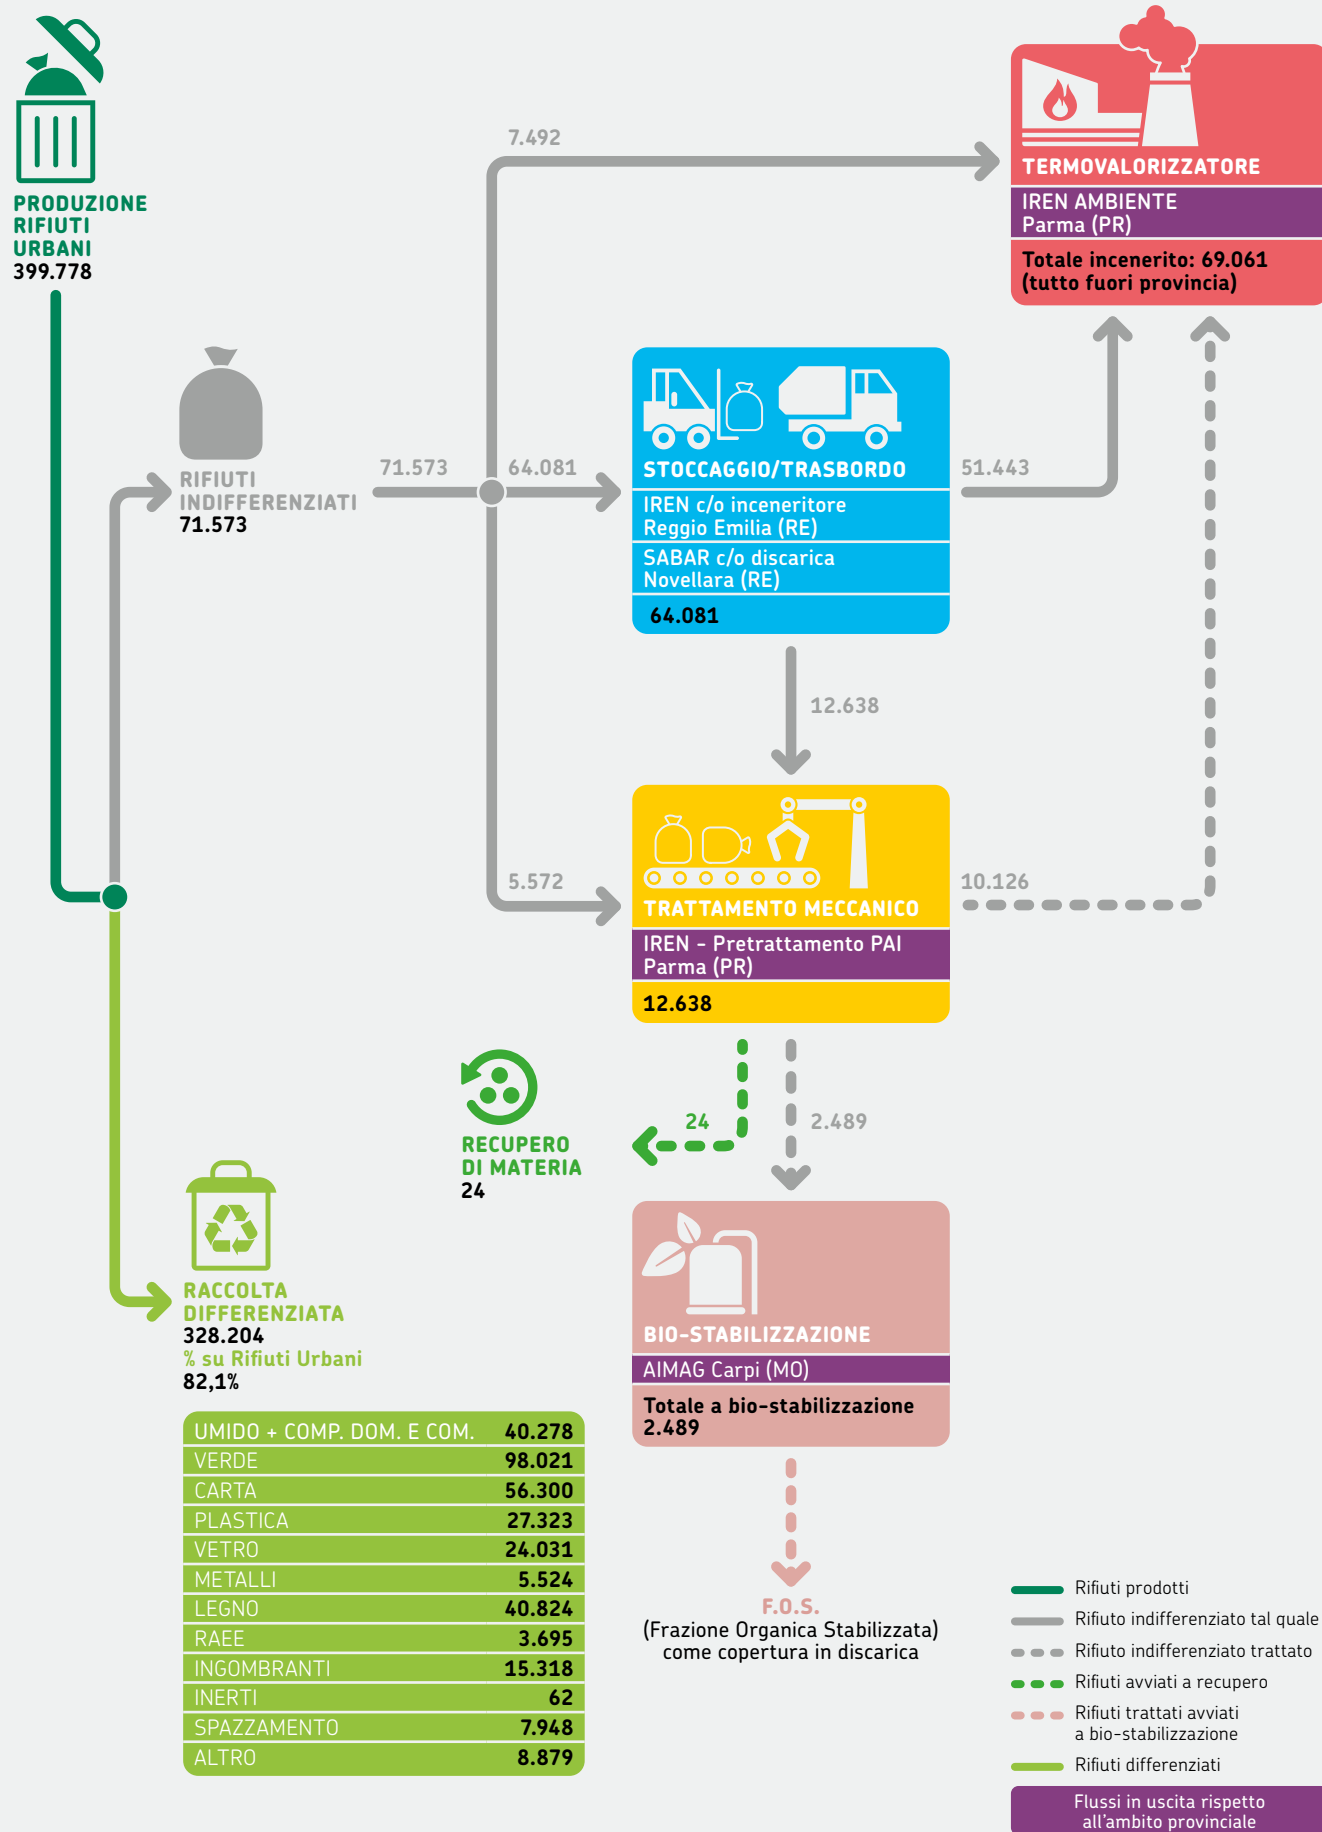 PRODUZIONE
RIFIUTI
URBANI
399.778
RIFIUTI
INDIFFERENZIATI
71.573
71.573
7.492
64.081
5.572
TERMOVALORIZZATORE
IREN AMBIENTE
Parma (PR)
Totale incenerito: 69.061
(tutto fuori provincia)
STOCCAGGIO/TRASBORDO
IREN c/o inceneritore
Reggio Emilia (RE)
SABAR c/o discarica
Novellara (RE)
64.081
51.443
12.638
TRATTAMENTO MECCANICO
IREN - Pretrattamento PAI
Parma (PR)
12.638
10.126
24
2.489
RECUPERO
DI MATERIA
24
BIO-STABILIZZAZIONE
AIMAG Carpi (MO)
Totale a bio-stabilizzazione
2.489
F.O.S.
(Frazione Organica Stabilizzata)
come copertura in discarica
RACCOLTA
DIFFERENZIATA
328.204
% su Rifiuti Urbani
82,1%
UMIDO + COMP. DOM. E COM. 40.278
VERDE 98.021
CARTA 56.300
PLASTICA 27.323
VETRO 24.031
METALLI 5.524
LEGNO 40.824
RAEE 3.695
INGOMBRANTI 15.318
INERTI 62
SPAZZAMENTO 7.948
ALTRO 8.879
Rifiuti prodotti
Rifiuto indifferenziato tal quale
Rifiuto indifferenziato trattato
Rifiuti avviati a recupero
Rifiuti trattati avviati
a bio-stabilizzazione
Rifiuti differenziati
Flussi in uscita rispetto
all'ambito provinciale